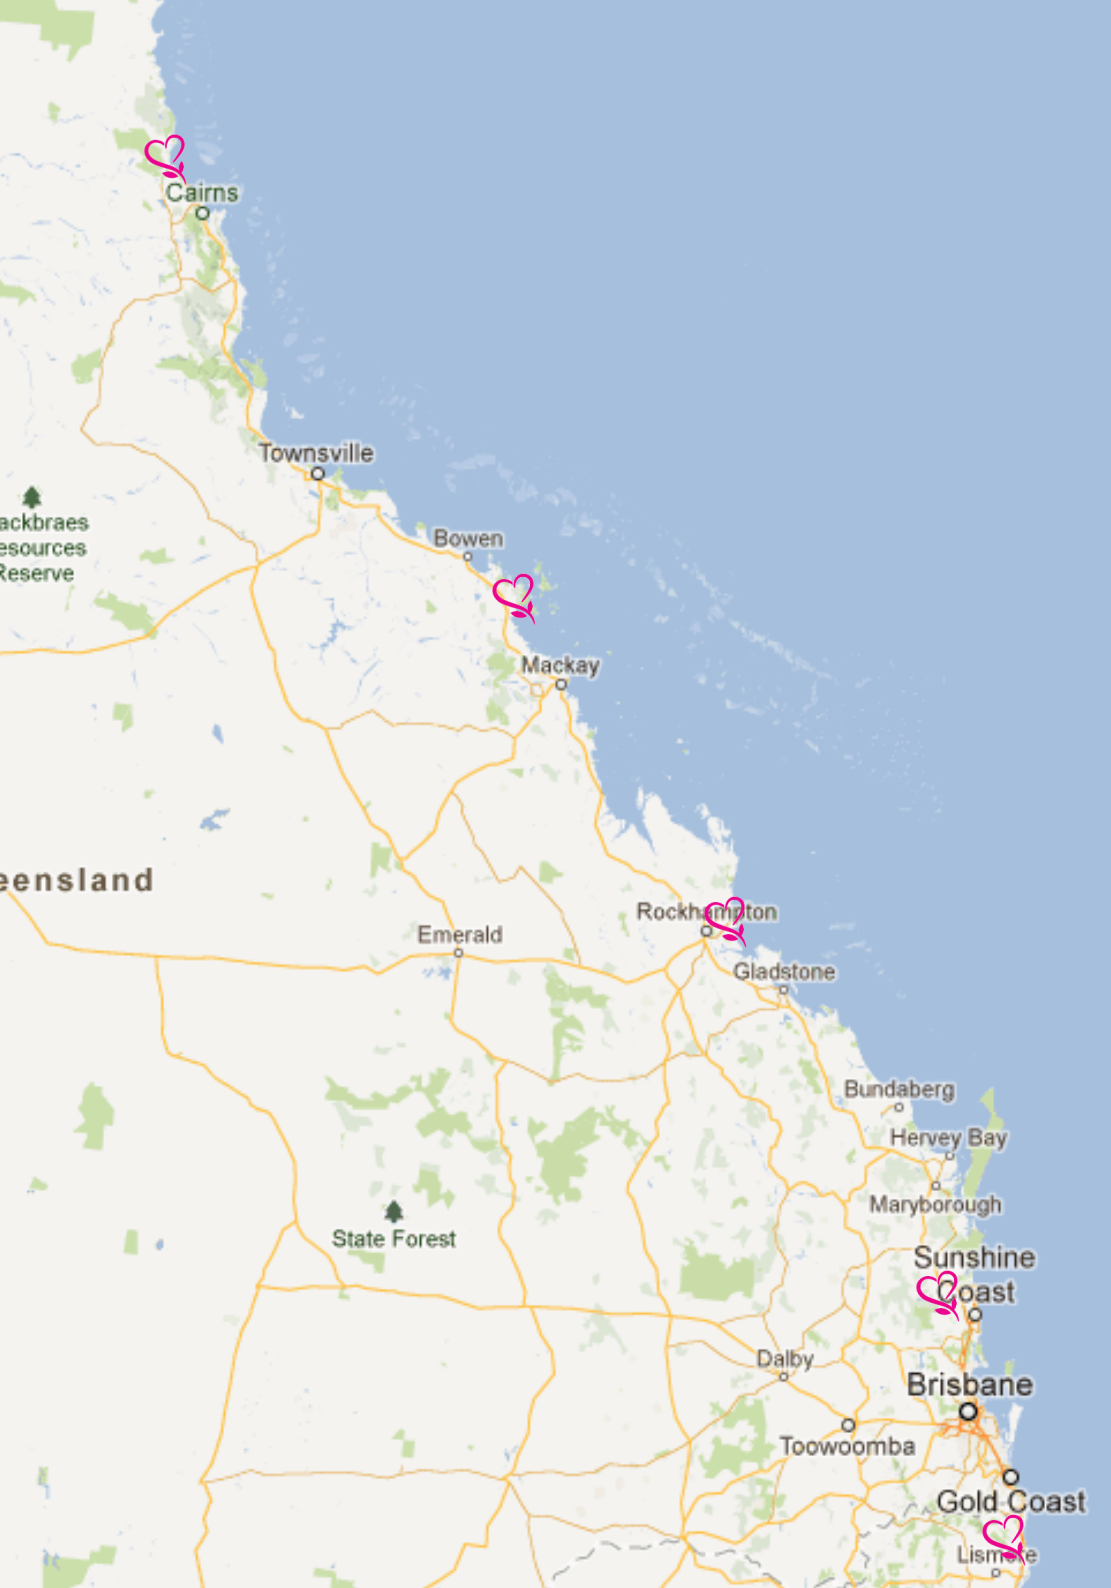 Cairns
Townsville
ackbraes
esources
Reserve
Bowen
Mackay
eensland
Rockhampton
Emerald
Gladstone
Bundaberg
Hervey Bay
Maryborough
State Forest
Sunshine
Coast
Dalby
Brisbane
Toowoomba
Gold Coast
Lismore